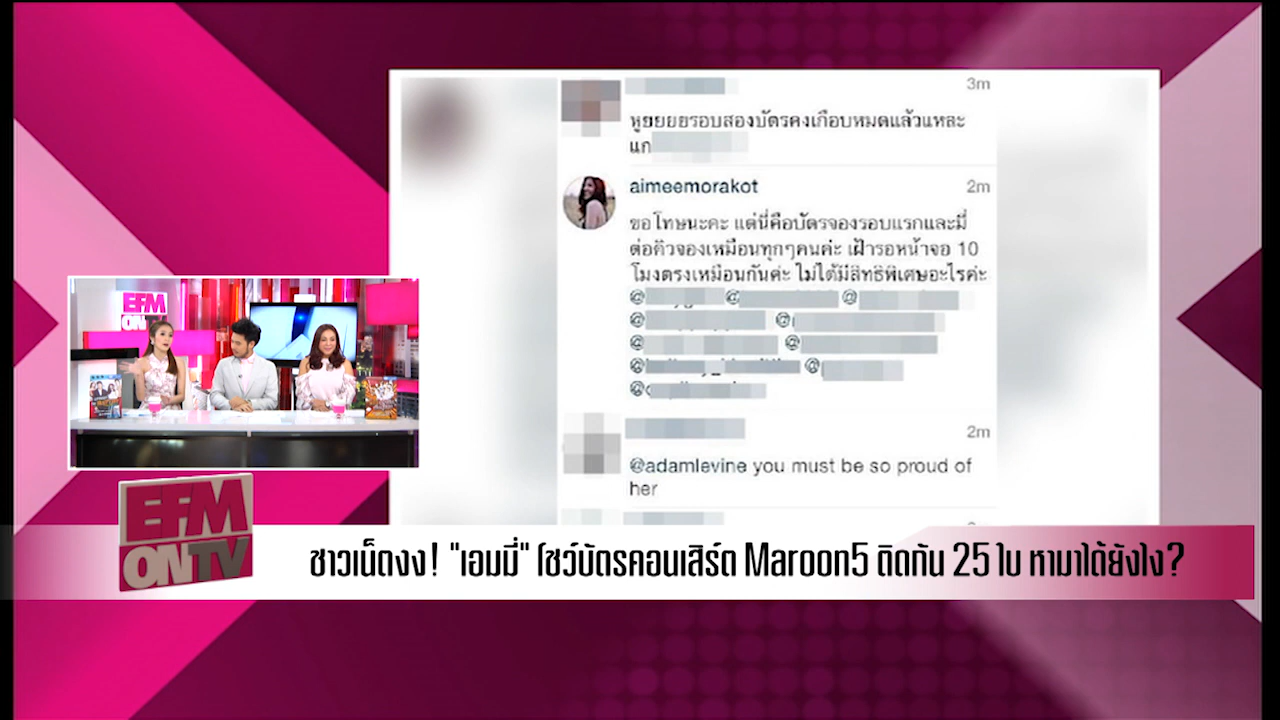 3m
หูยยยยรอบสองบัตรคงเกือบหมดแล้วแหละ
แก
aimeemorakot 2m
ขอโทษนะคะ แต่นี่คือบัตรจองรอบแรกและมี่
ต่อคิวจองเหมือนทุกๆคนค่ะ เฝ้ารอหน้าจอ 10
โมงตรงเหมือนกันค่ะ ไม่ได้มีสิทธิพิเศษอะไรค่ะ
@ @ @
@ @
@ @
@ @
@
2m
@adamlevine you must be so proud of
her
EFM
ON TV
EFM
ONTV
ชาวเน็ตงง! "เอมมี่" โชว์บัตรคอนเสิร์ต Maroon5 ติดกัน 25 ใบ หามาได้ยังไง?